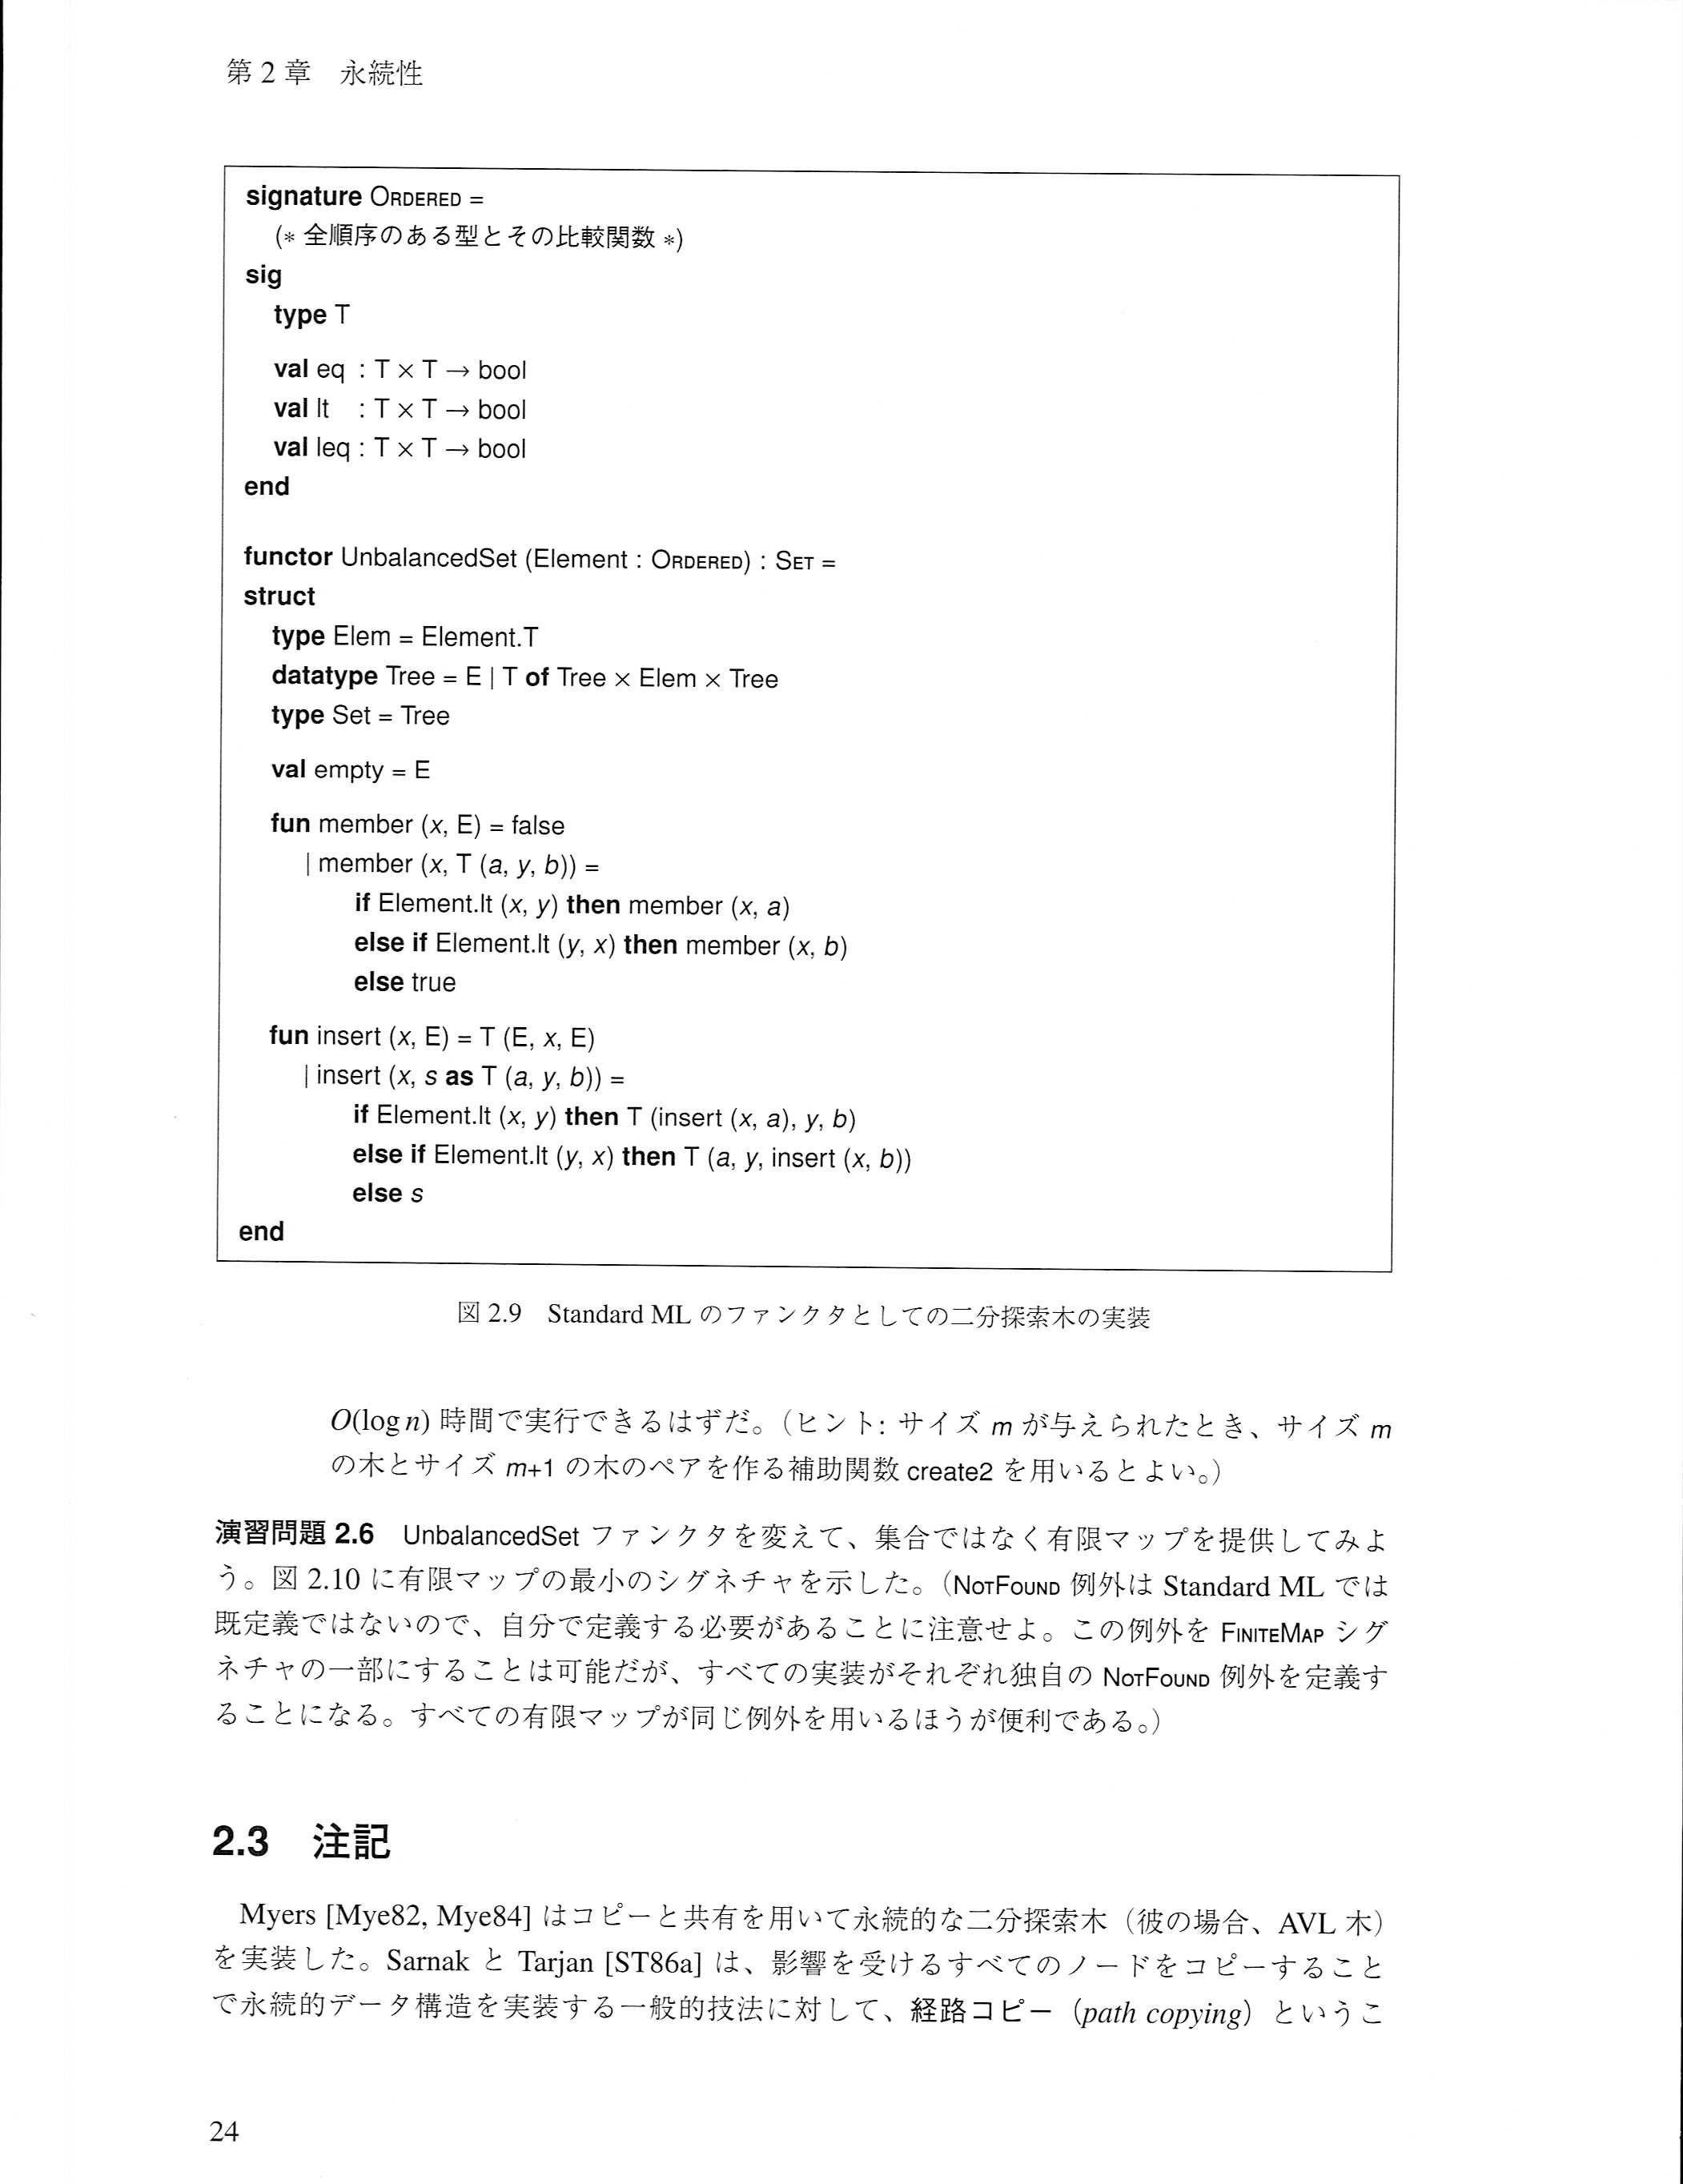 第 2 章　永続性
signature ORDERED =
(* 全順序のある型とその比較関数 *)
sig
type T
val eq : T × T → bool
val lt : T × T → bool
val leq : T × T → bool
end
functor UnbalancedSet (Element : ORDERED) : SET =
struct
type Elem = Element.T
datatype Tree = E | T of Tree × Elem × Tree
type Set = Tree
val empty = E
fun member (x, E) = false
| member (x, T (a, y, b)) =
if Element.lt (x, y) then member (x, a)
else if Element.lt (y, x) then member (x, b)
else true
fun insert (x, E) = T (E, x, E)
| insert (x, s as T (a, y, b)) =
if Element.lt (x, y) then T (insert (x, a), y, b)
else if Element.lt (y, x) then T (a, y, insert (x, b))
else s
end
図 2.9　Standard ML のファンクタとしての二分探索木の実装
O(log n) 時間で実行できるはずだ。（ヒント: サイズ m が与えられたとき、サイズ m
の木とサイズ m+1 の木のペアを作る補助関数 create2 を用いるとよい。）
演習問題 2.6　UnbalancedSet ファンクタを変えて、集合ではなく有限マップを提供してみよ
う。図 2.10 に有限マップの最小のシグネチャを示した。（NOTFOUND 例外は Standard ML では
既定義ではないので、自分で定義する必要があることに注意せよ。この例外を FINITEMAP シグ
ネチャの一部にすることは可能だが、すべての実装がそれぞれ独自の NOTFOUND 例外を定義す
ることになる。すべての有限マップが同じ例外を用いるほうが便利である。）
2.3　注記
Myers [Mye82, Mye84] はコピーと共有を用いて永続的な二分探索木（彼の場合、AVL 木）
を実装した。Sarnak と Tarjan [ST86a] は、影響を受けるすべてのノードをコピーすること
で永続的データ構造を実装する一般的技法に対して、経路コピー（path copying）というこ
24